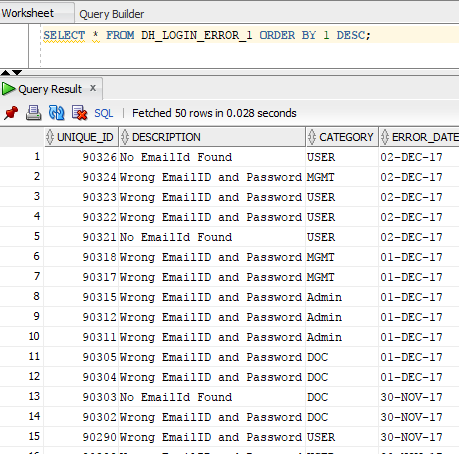 Worksheet Query Builder
SELECT * FROM DH_LOGIN_ERROR_1 ORDER BY 1 DESC;
Query Result x
SQL | Fetched 50 rows in 0.028 seconds
UNIQUE_ID DESCRIPTION CATEGORY ERROR_DATE
1 90326 No EmailId Found USER 02-DEC-17
2 90324 Wrong EmailID and Password MGMT 02-DEC-17
3 90323 Wrong EmailID and Password USER 02-DEC-17
4 90322 Wrong EmailID and Password USER 02-DEC-17
5 90321 No EmailId Found USER 02-DEC-17
6 90318 Wrong EmailID and Password MGMT 01-DEC-17
7 90317 Wrong EmailID and Password MGMT 01-DEC-17
8 90315 Wrong EmailID and Password Admin 01-DEC-17
9 90312 Wrong EmailID and Password Admin 01-DEC-17
10 90311 Wrong EmailID and Password Admin 01-DEC-17
11 90305 Wrong EmailID and Password DOC 01-DEC-17
12 90304 Wrong EmailID and Password DOC 01-DEC-17
13 90303 No EmailId Found DOC 30-NOV-17
14 90302 Wrong EmailID and Password DOC 30-NOV-17
15 90290 Wrong EmailID and Password USER 30-NOV-17